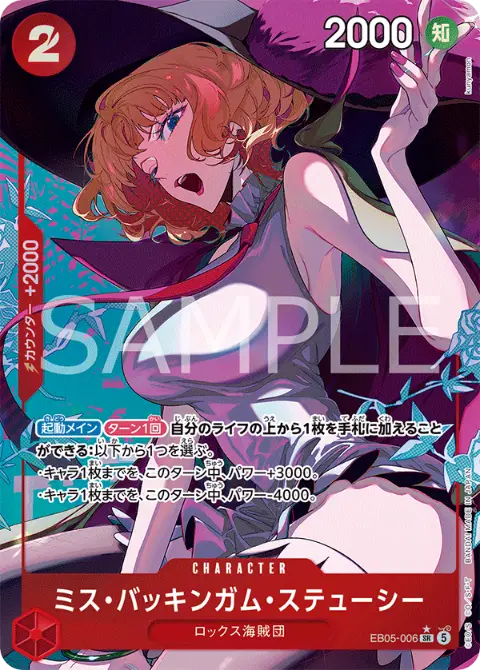 2
2000
知
kunyamon
カウンター +2000
SAMPLE
起動メイン ターン1回 自分のライフの上から1枚を手札に加えること
ができる:以下から1つを選ぶ。
・キャラ1枚までを、このターン中、パワー+3000。
・キャラ1枚までを、このターン中、パワー-4000。
CHARACTER
ミス・バッキンガム・ステューシー
ロックス海賊団
EB05-006 SR 5
©E.O./S. ©E.O./S.,F,T BANDAI MADE IN JAPAN